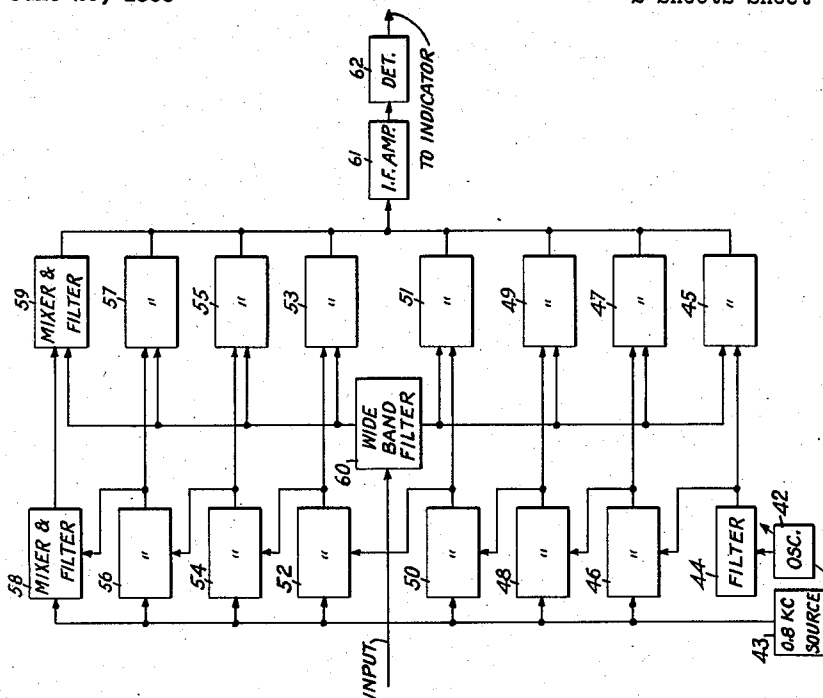 2 Sheets-Sheet
62
DET.
TO INDICATOR
61
I.F. AMP.
59
MIXER &
FILTER
57
"
55
"
53
"
51
"
49
"
47
"
45
"
60
WIDE
BAND
FILTER
58
MIXER &
FILTER
56
"
54
"
52
"
50
"
48
"
46
"
44
FILTER
42
OSC.
43
0.8 KC
SOURCE
INPUT